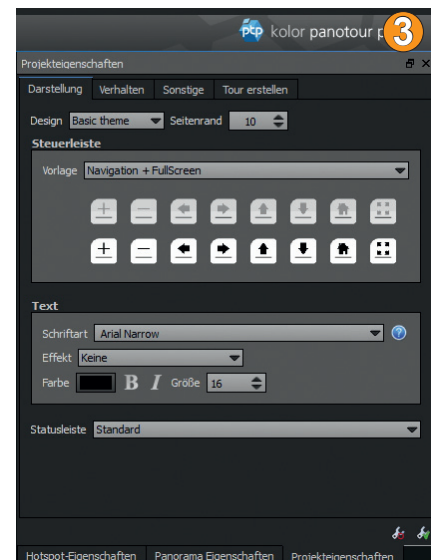 ptp kolor panotour p
3
Projekteigenschaften
Darstellung Verhalten Sonstige Tour erstellen
Design Basic theme Seitenrand 10
Steuerleiste
Vorlage Navigation + FullScreen
Text
Schriftart Arial Narrow ?
Effekt Keine
Farbe B I Größe 16
Statusleiste Standard
Hotspot-Eigenschaften Panorama Eigenschaften Projekteigenschaften